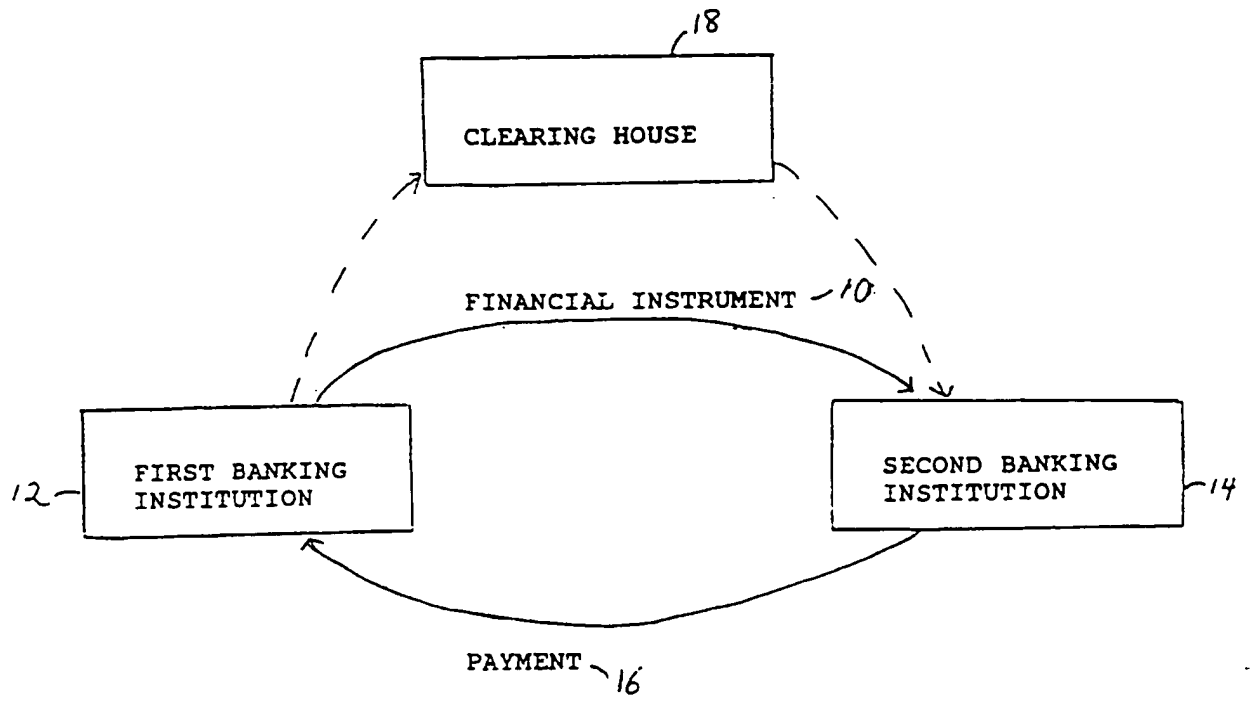 18
CLEARING HOUSE
FINANCIAL INSTRUMENT 10
FIRST BANKING
INSTITUTION
12
SECOND BANKING
INSTITUTION
14
PAYMENT 16